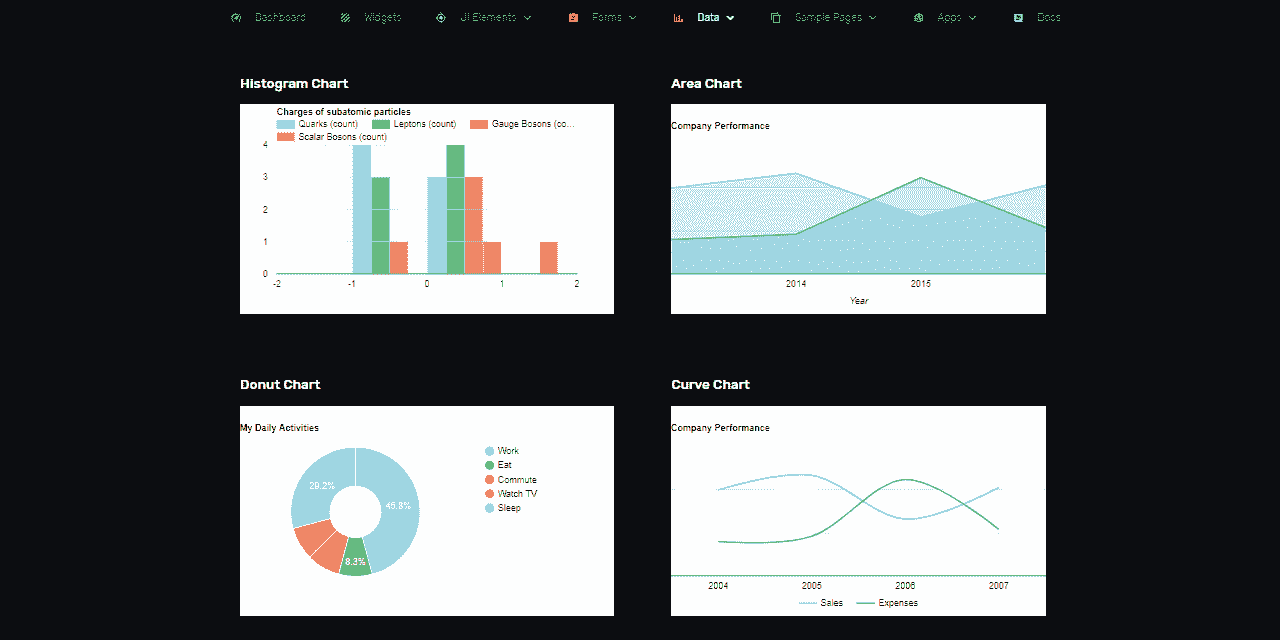 Dashboard Widgets UI Elements Forms Data Sample Pages Apps Docs
Histogram Chart
Charges of subatomic particles
Quarks (count) Leptons (count) Gauge Bosons (co...
Scalar Bosons (count)
4
3
2
1
0
-2 -1 0 1 2
Area Chart
Company Performance
2014 2015
Year
Donut Chart
My Daily Activities
29.2%
45.8%
8.3%
Work
Eat
Commute
Watch TV
Sleep
Curve Chart
Company Performance
2004 2005 2006 2007
Sales Expenses